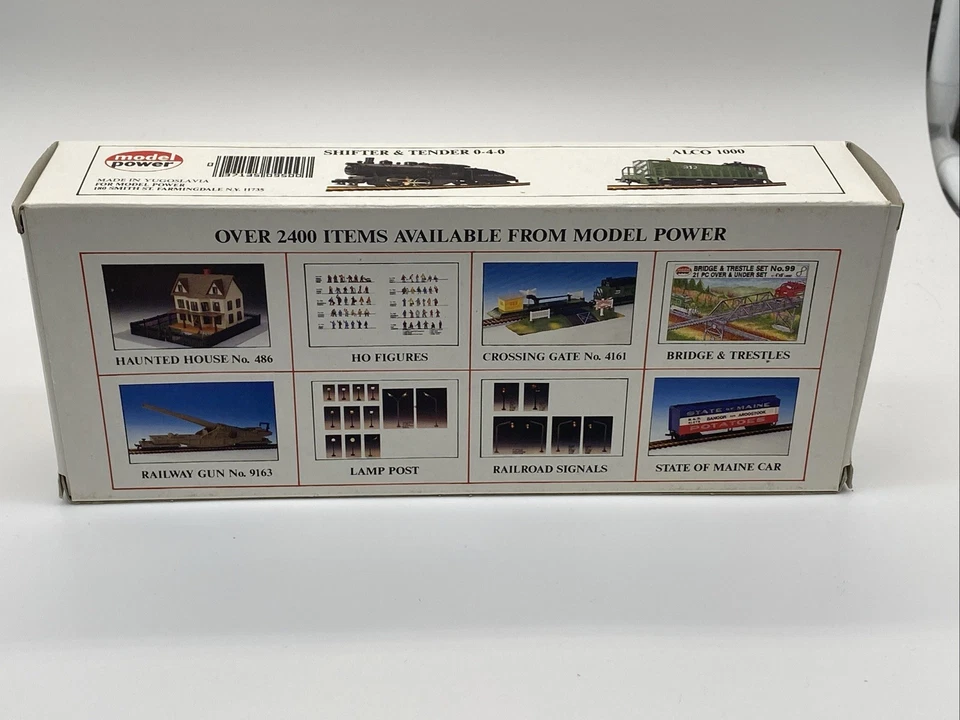 model
power
MADE IN YUGOSLAVIA
FOR MODEL POWER
180 SMITH ST. FARMINGDALE N.Y. 11735
SHIFTER & TENDER 0-4-0
ALCO 1000
OVER 2400 ITEMS AVAILABLE FROM MODEL POWER
BRIDGE & TRESTLE SET No. 99
21 PC OVER & UNDER SET
HAUNTED HOUSE No. 486
HO FIGURES
CROSSING GATE No. 4161
BRIDGE & TRESTLES
STATE OF MAINE
BANGOR AND AROOSTOOK
POTATOES
RAILWAY GUN No. 9163
LAMP POST
RAILROAD SIGNALS
STATE OF MAINE CAR